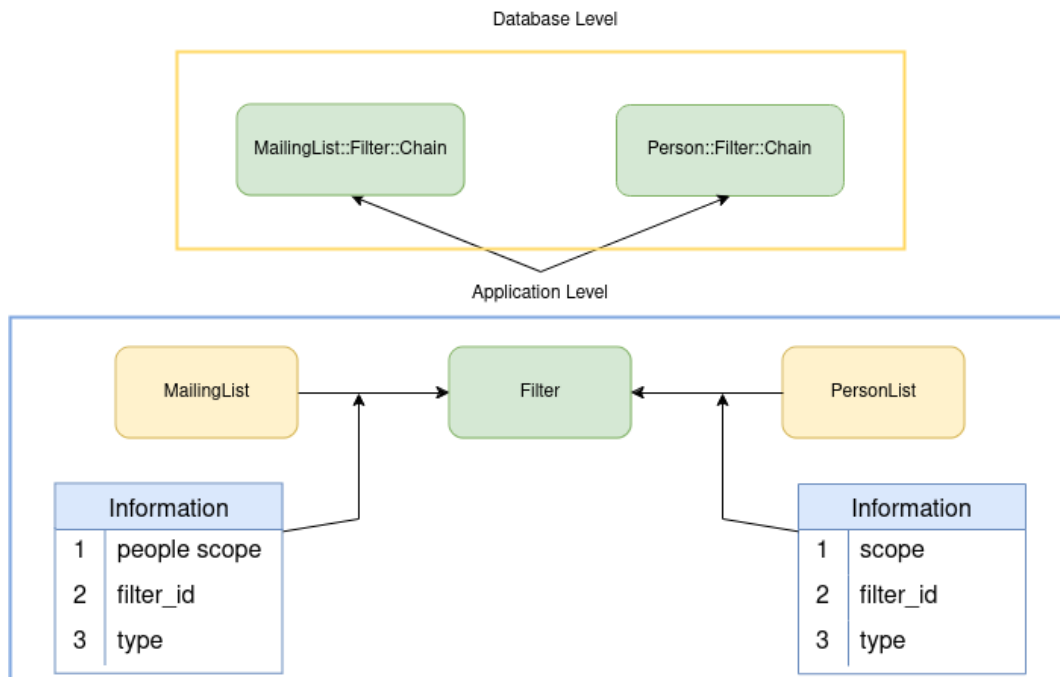 Database Level
MailingList::Filter::Chain
Person::Filter::Chain
Application Level
MailingList
Filter
PersonList
Information
1 people scope
2 filter_id
3 type
Information
1 scope
2 filter_id
3 type